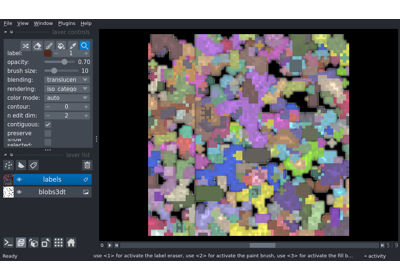 File View Window Plugins Help
layer controls
label: 1
opacity: 0.70
brush size: 10
blending: translucen
rendering: iso_catego
color mode: auto
contour: 0
n edit dim: 2
contiguous:
preserve
show
selected:
layer list
labels
blobs3dt
Ready
use <1> for activate the label eraser, use <2> for activate the paint brush, use <3> for activate the fill b...
activity